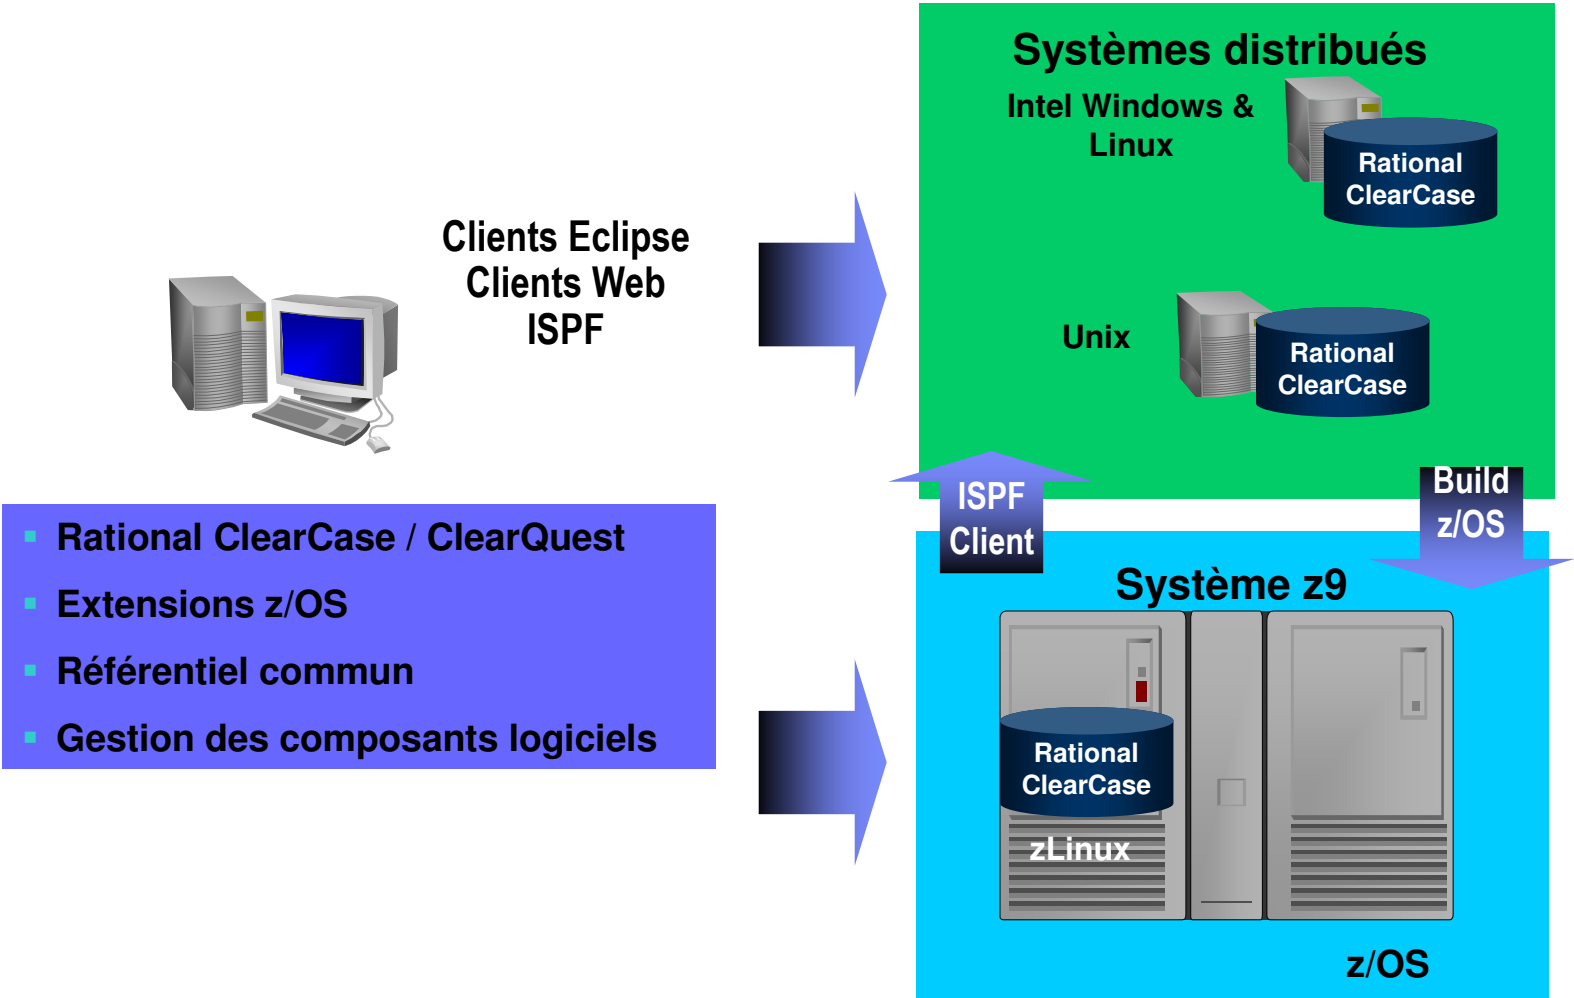 Systèmes distribués
Intel Windows &
Linux
Rational
ClearCase
Clients Eclipse
Clients Web
ISPF
Unix
Rational
ClearCase
ISPF
Client
Build
z/OS
Rational ClearCase / ClearQuest
Extensions z/OS
Référentiel commun
Gestion des composants logiciels
Système z9
Rational
ClearCase
zLinux
z/OS